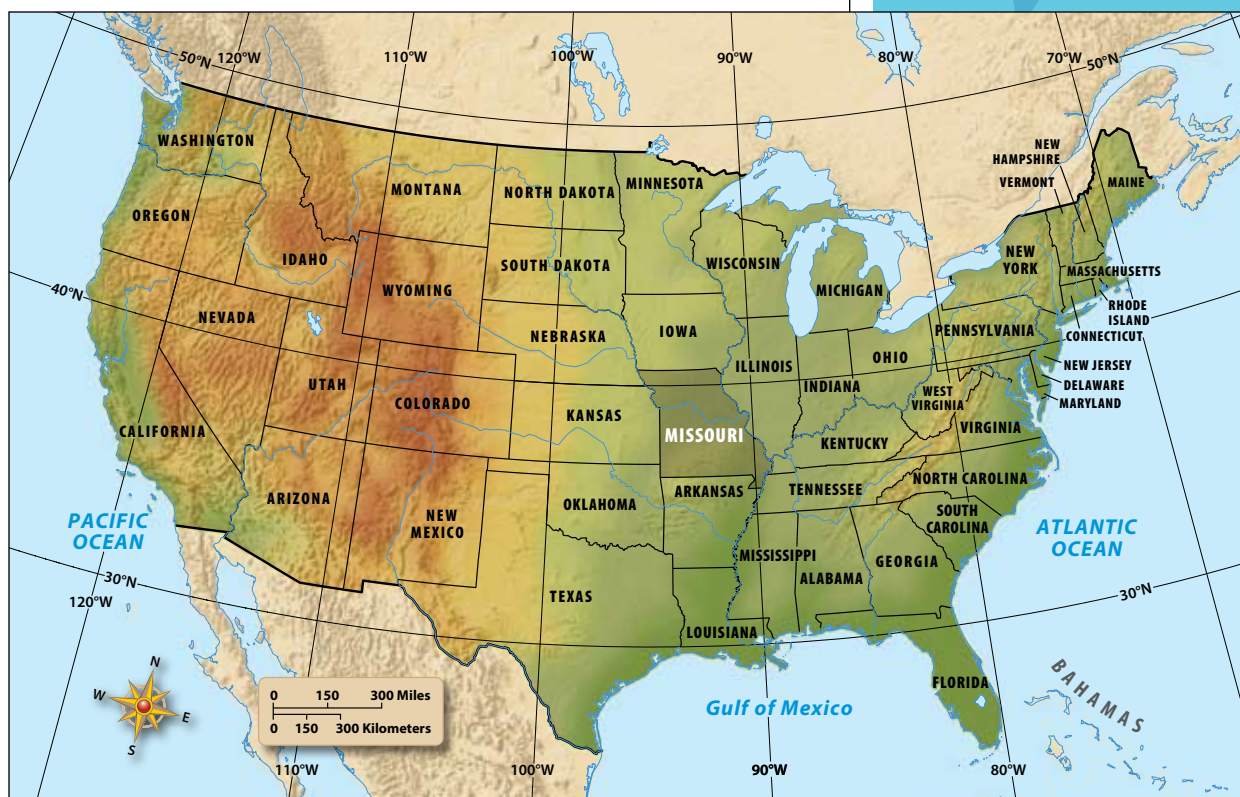 50°N
120°W
110°W
100°W
90°W
80°W
70°W
50°N
WASHINGTON
MONTANA
NORTH DAKOTA
MINNESOTA
NEW
HAMPSHIRE
VERMONT
MAINE
OREGON
IDAHO
WYOMING
SOUTH DAKOTA
WISCONSIN
MICHIGAN
NEW
YORK
MASSACHUSETTS
RHODE
ISLAND
CONNECTICUT
40°N
NEVADA
UTAH
COLORADO
NEBRASKA
IOWA
ILLINOIS
INDIANA
OHIO
PENNSYLVANIA
40°N
NEW JERSEY
DELAWARE
MARYLAND
CALIFORNIA
KANSAS
MISSOURI
KENTUCKY
WEST
VIRGINIA
VIRGINIA
ARIZONA
NEW
MEXICO
OKLAHOMA
ARKANSAS
TENNESSEE
NORTH CAROLINA
SOUTH
CAROLINA
PACIFIC
OCEAN
ATLANTIC
OCEAN
TEXAS
LOUISIANA
MISSISSIPPI
ALABAMA
GEORGIA
FLORIDA
30°N
120°W
30°N
N
W
E
S
0 150 300 Miles
0 150 300 Kilometers
Gulf of Mexico
BAHAMAS
110°W
100°W
90°W
80°W